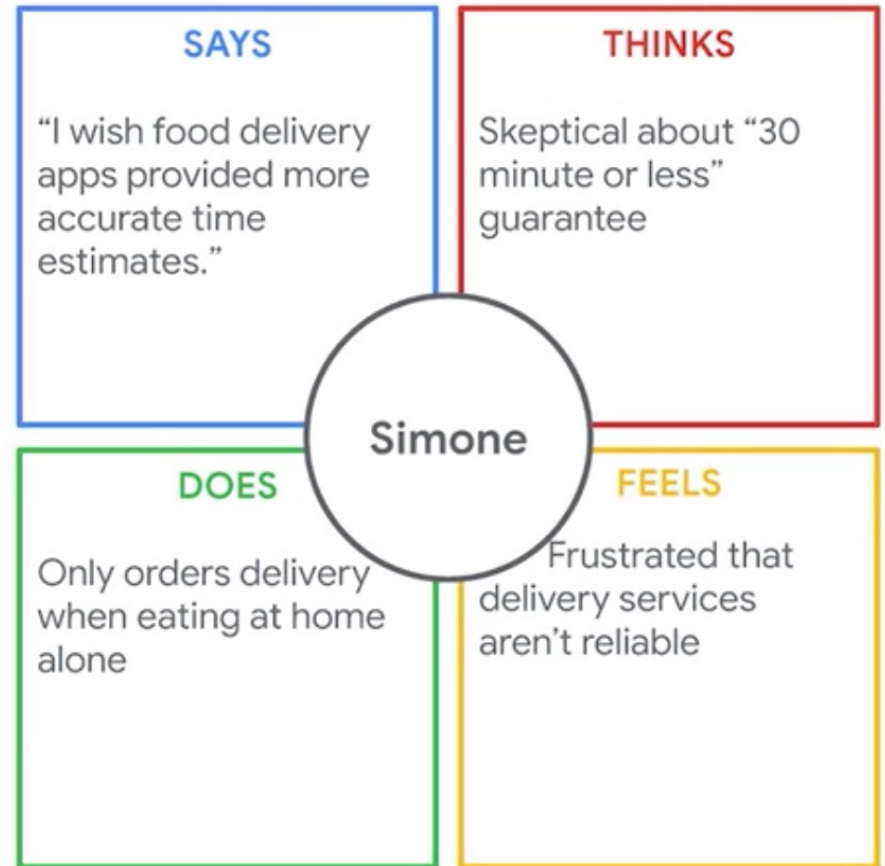 SAYS
“I wish food delivery
apps provided more
accurate time
estimates.”
THINKS
Skeptical about “30
minute or less”
guarantee
Simone
DOES
Only orders delivery
when eating at home
alone
FEELS
Frustrated that
delivery services
aren’t reliable